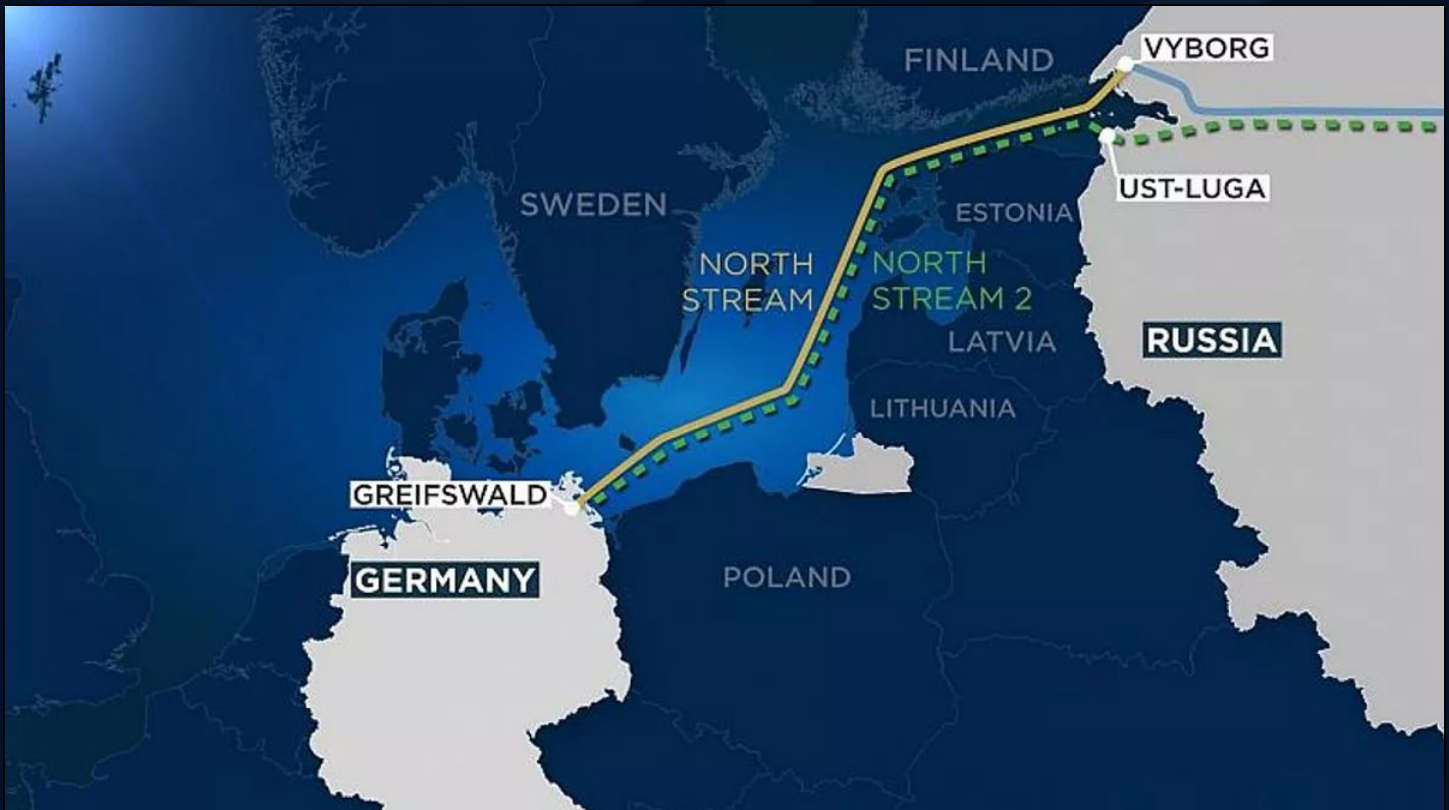 VYBORG
FINLAND
UST-LUGA
SWEDEN
ESTONIA
NORTH
STREAM
NORTH
STREAM 2
LATVIA
RUSSIA
LITHUANIA
GREIFSWALD
GERMANY
POLAND